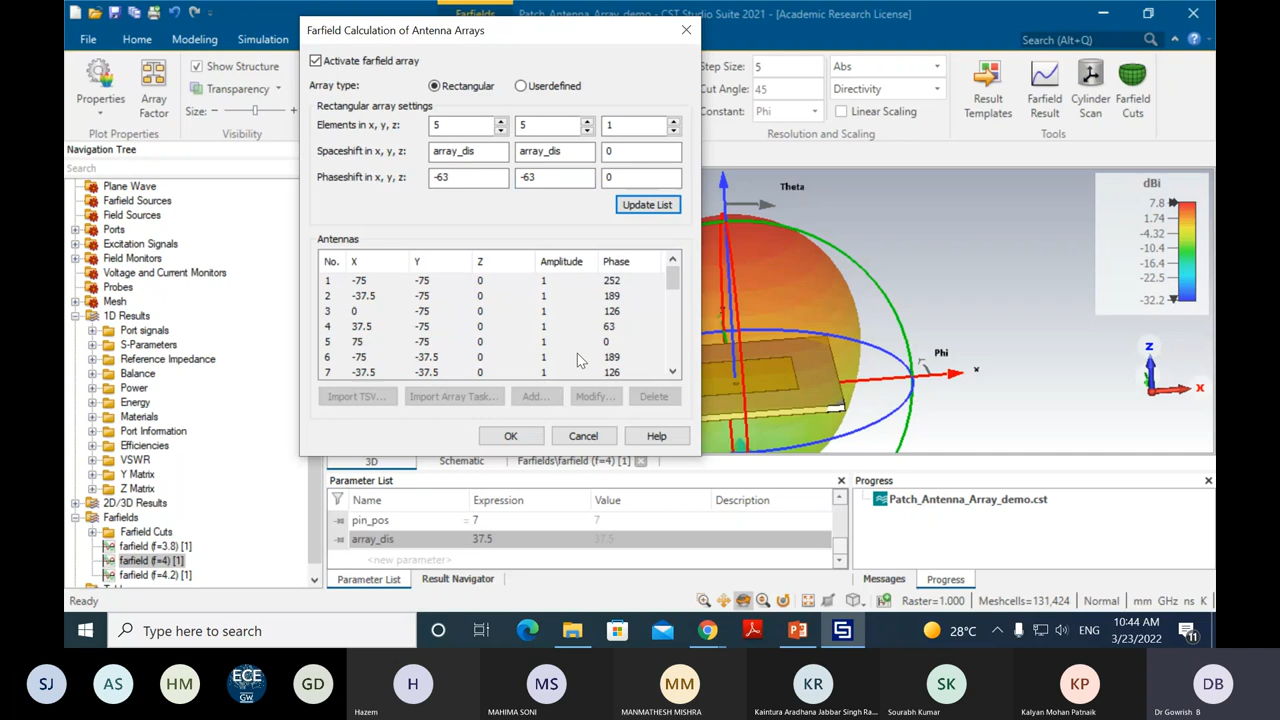 Farfields
Patch_Antenna_Array_demo - CST Studio Suite 2021 - [Academic Research License]
File Home Modeling Simulation
Search (Alt+Q)
Farfield Calculation of Antenna Arrays
Activate farfield array
Array type: Rectangular Userdefined
Rectangular array settings
Elements in x, y, z: 5 5 1
Spaceshift in x, y, z: array_dis array_dis 0
Phaseshift in x, y, z: -63 -63 0
Update List
Antennas
No. X Y Z Amplitude Phase
1 -75 -75 0 1 252
2 -37.5 -75 0 1 189
3 0 -75 0 1 126
4 37.5 -75 0 1 63
5 75 -75 0 1 0
6 -75 -37.5 0 1 189
7 -37.5 -37.5 0 1 126
Import TSV... Import Array Task... Add... Modify... Delete
OK Cancel Help
Properties
Array Factor
Show Structure
Transparency
Size:
Plot Properties Visibility
Step Size: 5
Cut Angle: 45
Constant: Phi
Abs
Directivity
Linear Scaling
Resolution and Scaling
Result Templates
Farfield Result
Cylinder Scan
Farfield Cuts
Tools
Navigation Tree
Search
Plane Wave
Farfield Sources
Field Sources
Ports
Excitation Signals
Field Monitors
Voltage and Current Monitors
Probes
Mesh
1D Results
Port signals
S-Parameters
Reference Impedance
Balance
Power
Energy
Materials
Port Information
Efficiencies
VSWR
Y Matrix
Z Matrix
2D/3D Results
Farfields
Farfield Cuts
farfield (f=3.8) [1]
farfield (f=4) [1]
farfield (f=4.2) [1]
Theta
Phi
x
z
x
dBi
7.8
1.74
-4.32
-10.4
-16.4
-22.5
-32.2
3D Schematic Farfields\farfield (f=4) [1]
Parameter List
Name Expression Value Description
pin_pos = 7 7
array_dis 37.5 37.5
<new parameter>
Parameter List Result Navigator
Progress
Patch_Antenna_Array_demo.cst
Messages Progress
Ready
Raster=1.000 Meshcells=131,424 Normal mm GHz ns K
Type here to search
28°C
ENG
10:44 AM
3/23/2022
11
SJ AS HM ECE GW GD H MS MM KR SK KP DB
Hazem MAHIMA SONI MANMATHESH MISHRA Kaintura Aradhana Jabbar Singh Ra... Sourabh Kumar Kalyan Mohan Patnaik Dr Gowrish B